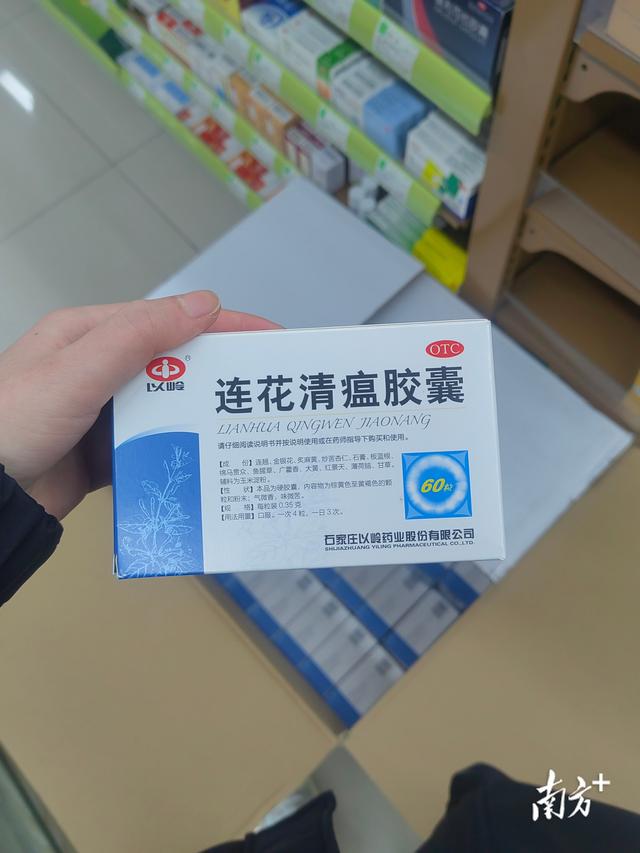 OTC
以岭
®
连花清瘟胶囊
LIANHUA QINGWEN JIAONANG
请仔细阅读说明书并按说明使用或在药师指导下购买和使用。
【成　份】连翘、金银花、炙麻黄、炒苦杏仁、石膏、板蓝根、
绵马贯众、鱼腥草、广藿香、大黄、红景天、薄荷脑、甘草。
辅料为玉米淀粉。
【性　状】本品为硬胶囊，内容物为棕黄色至黄褐色的颗
粒和粉末；气微香，味微苦。
【规　格】每粒装0.35克
【用法用量】口服。一次4粒，一日3次。
60粒
石家庄以岭药业股份有限公司
SHIJIAZHUANG YILING PHARMACEUTICAL CO.,LTD.
南方+